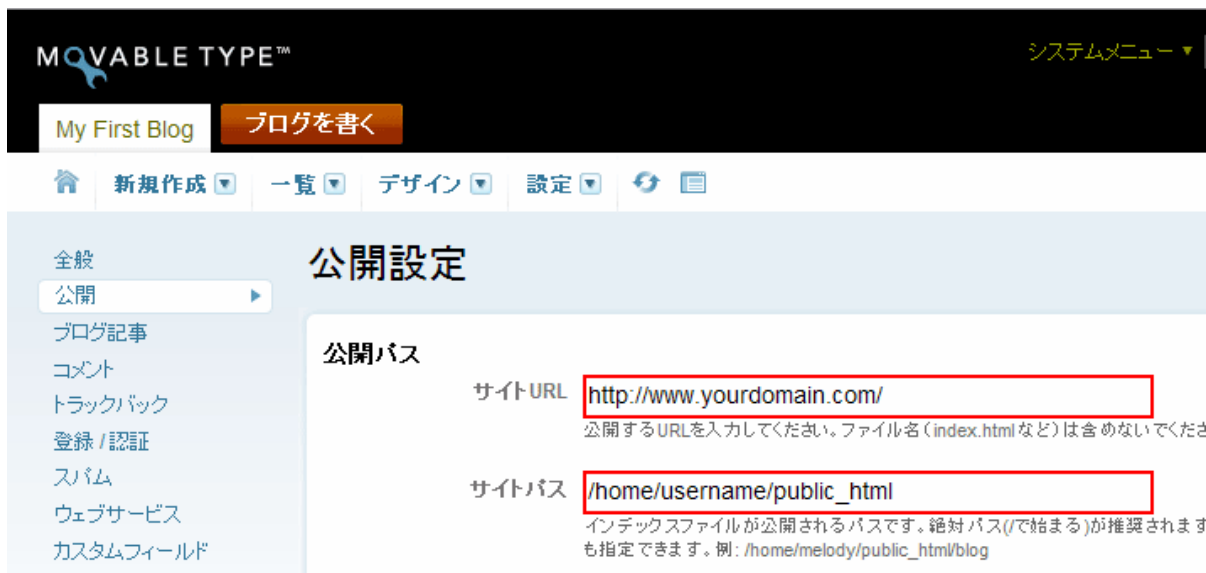 MOVABLE TYPE™
システムメニュー ▼
My First Blog
ブログを書く
新規作成 一覧 デザイン 設定
全般
公開設定
公開
ブログ記事
公開パス
コメント
サイトURL http://www.yourdomain.com/
トラックバック
公開するURLを入力してください。ファイル名(index.htmlなど)は含めないでくださ
登録 / 認証
スパム
サイトパス /home/username/public_html
ウェブサービス
インデックスファイルが公開されるパスです。絶対パス(/で始まる)が推奨されます
カスタムフィールド
も指定できます。例: /home/melody/public_html/blog